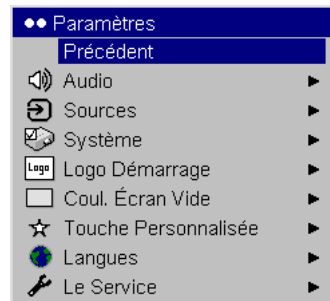 Paramètres
Précédent
Audio
Sources
Système
Logo Logo Démarrage
Coul. Écran Vide
Touche Personnalisée
Langues
Le Service